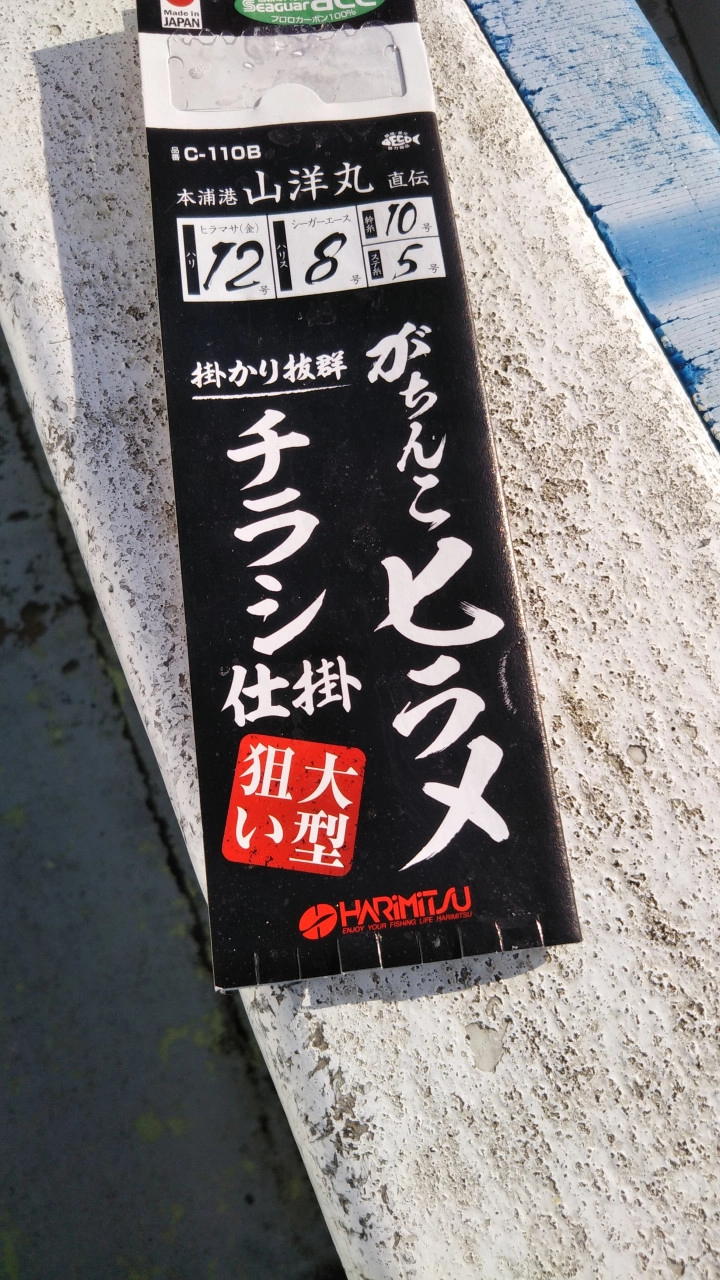 Made in
JAPAN
Seaguar ace
フロロカーボン100%
品番 C-110B
本浦港 山洋丸 直伝
ハリ ヒラマサ(金) 12号
ハリス シーガーエース 8号
幹糸 10号
ステ糸 5号
がちんこヒラメ
掛かり抜群
チラシ仕掛
大型
狙い
HARiMiTSU
ENJOY YOUR FISHING LIFE HARIMITSU